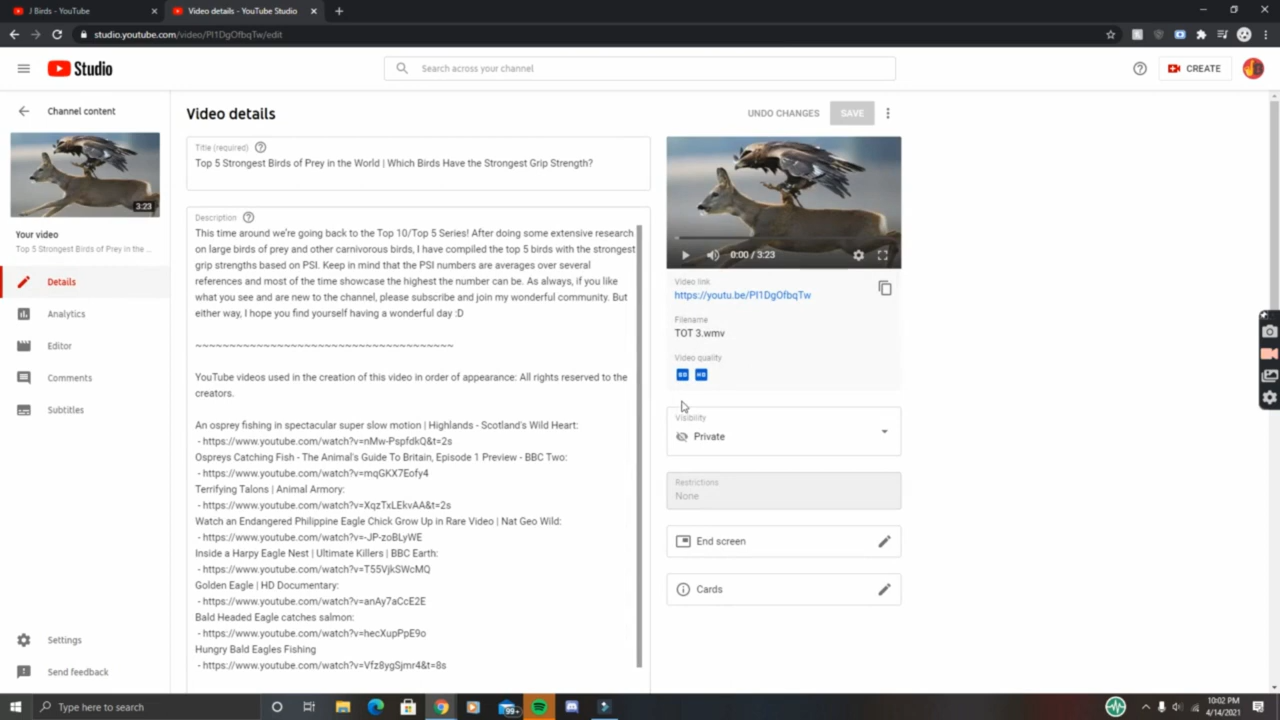 J Birds - YouTube
Video details - YouTube Studio
studio.youtube.com/video/PI1DgOfbqTw/edit
Studio
Search across your channel
CREATE
Channel content
3:23
Your video
Top 5 Strongest Birds of Prey in the ...
Details
Analytics
Editor
Comments
Subtitles
Settings
Send feedback
Video details
UNDO CHANGES
SAVE
Title (required)
Top 5 Strongest Birds of Prey in the World | Which Birds Have the Strongest Grip Strength?
Description
This time around we're going back to the Top 10/Top 5 Series! After doing some extensive research
on large birds of prey and other carnivorous birds, I have compiled the top 5 birds with the strongest
grip strengths based on PSI. Keep in mind that the PSI numbers are averages over several
references and most of the time showcase the highest the number can be. As always, if you like
what you see and are new to the channel, please subscribe and join my wonderful community. But
either way, I hope you find yourself having a wonderful day :D
~~~~~~~~~~~~~~~~~~~~~~~~~~~~~~~~~~~~~~
YouTube videos used in the creation of this video in order of appearance: All rights reserved to the
creators.
An osprey fishing in spectacular super slow motion | Highlands - Scotland's Wild Heart:
- https://www.youtube.com/watch?v=nMw-PspfdkQ&t=2s
Ospreys Catching Fish - The Animal's Guide To Britain, Episode 1 Preview - BBC Two:
- https://www.youtube.com/watch?v=mqGKX7Eofy4
Terrifying Talons | Animal Armory:
- https://www.youtube.com/watch?v=XqzTxLEkvAA&t=2s
Watch an Endangered Philippine Eagle Chick Grow Up in Rare Video | Nat Geo Wild:
- https://www.youtube.com/watch?v=-JP-zoBLyWE
Inside a Harpy Eagle Nest | Ultimate Killers | BBC Earth:
- https://www.youtube.com/watch?v=T55VjkSWcMQ
Golden Eagle | HD Documentary:
- https://www.youtube.com/watch?v=anAy7aCcE2E
Bald Headed Eagle catches salmon:
- https://www.youtube.com/watch?v=hecXupPpE9o
Hungry Bald Eagles Fishing
- https://www.youtube.com/watch?v=Vfz8ygSjmr4&t=8s
0:00 / 3:23
Video link
https://youtu.be/PI1DgOfbqTw
Filename
TOT 3.wmv
Video quality
SD HD
Visibility
Private
Restrictions
None
End screen
Cards
Type here to search
99+
10:02 PM
4/14/2021